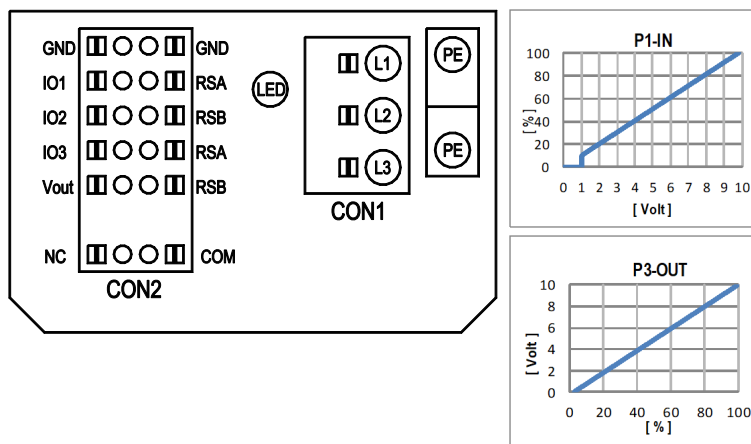 GND GND
IO1 RSA
IO2 RSB
IO3 RSA
Vout RSB
NC COM
CON2
LED
L1
L2
L3
CON1
PE
PE
P1-IN
[ % ]
100
80
60
40
20
0
0 1 2 3 4 5 6 7 8 9 10
[ Volt ]
P3-OUT
[ Volt ]
10
8
6
4
2
0
0 20 40 60 80 100
[ % ]